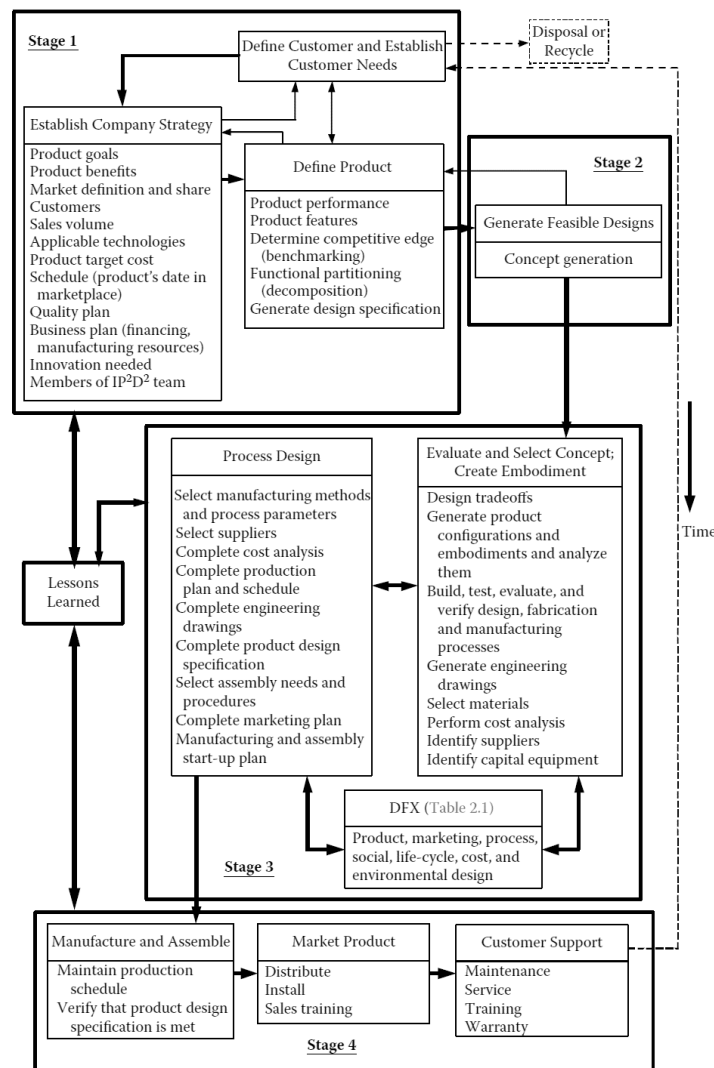 Stage 1
Define Customer and Establish
Customer Needs
Disposal or
Recycle
Establish Company Strategy
Product goals
Product benefits
Market definition and share
Customers
Sales volume
Applicable technologies
Product target cost
Schedule (product's date in
marketplace)
Quality plan
Business plan (financing,
manufacturing resources)
Innovation needed
Members of IP²D² team
Define Product
Product performance
Product features
Determine competitive edge
(benchmarking)
Functional partitioning
(decomposition)
Generate design specification
Stage 2
Generate Feasible Designs
Concept generation
Time
Lessons
Learned
Process Design
Select manufacturing methods
and process parameters
Select suppliers
Complete cost analysis
Complete production
plan and schedule
Complete engineering
drawings
Complete product design
specification
Select assembly needs and
procedures
Complete marketing plan
Manufacturing and assembly
start-up plan
Evaluate and Select Concept;
Create Embodiment
Design tradeoffs
Generate product
configurations and
embodiments and analyze
them
Build, test, evaluate, and
verify design, fabrication
and manufacturing
processes
Generate engineering
drawings
Select materials
Perform cost analysis
Identify suppliers
Identify capital equipment
DFX (Table 2.1)
Product, marketing, process,
social, life-cycle, cost, and
environmental design
Stage 3
Manufacture and Assemble
Maintain production
schedule
Verify that product design
specification is met
Market Product
Distribute
Install
Sales training
Customer Support
Maintenance
Service
Training
Warranty
Stage 4